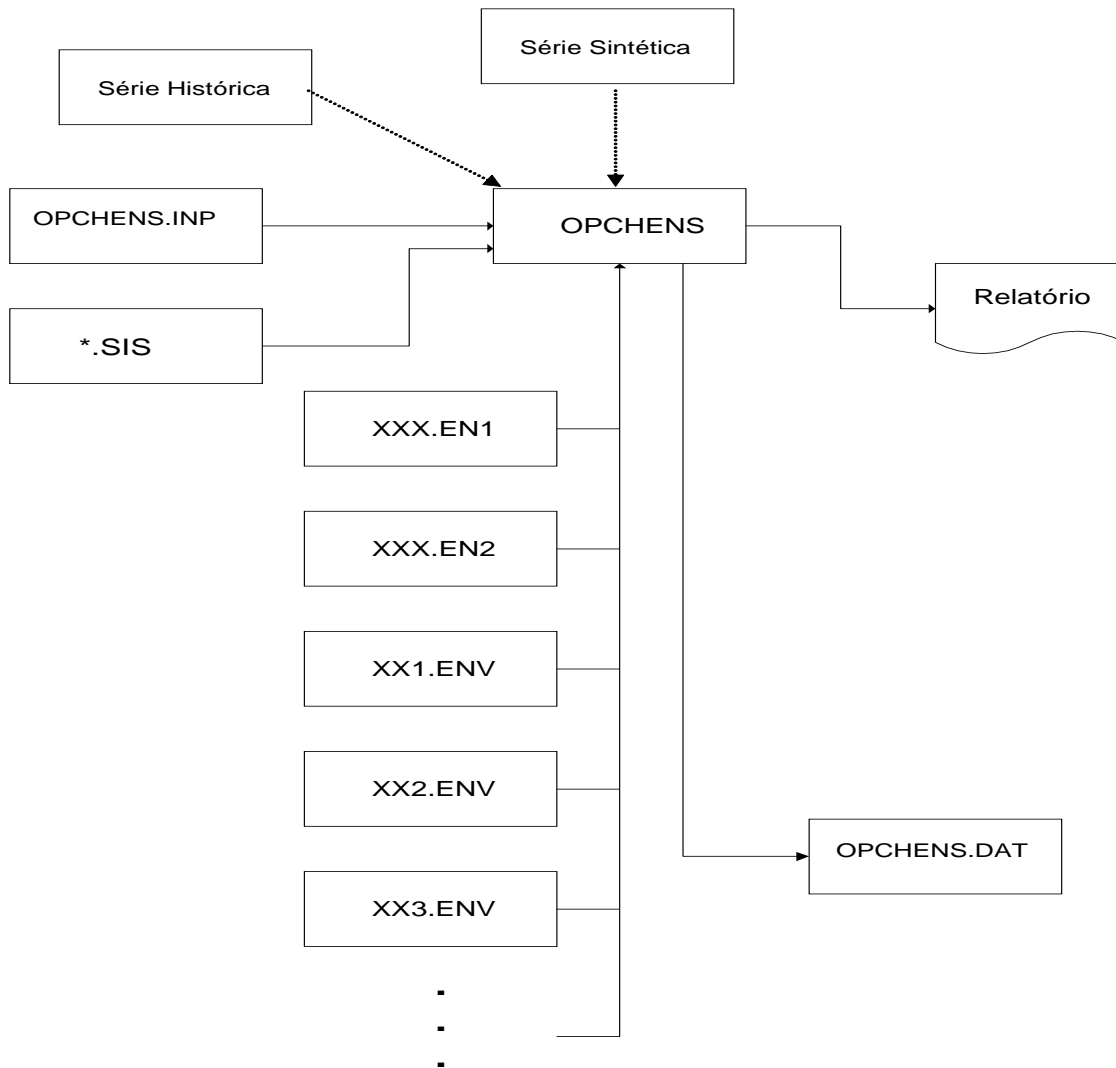 Série Sintética
Série Histórica
OPCHENS.INP
OPCHENS
Relatório
*.SIS
XXX.EN1
XXX.EN2
XX1.ENV
XX2.ENV
OPCHENS.DAT
XX3.ENV